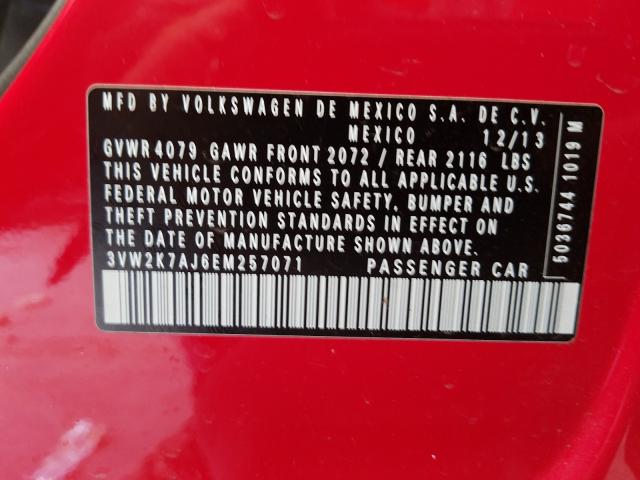 MFD BY VOLKSWAGEN DE MEXICO S.A. DE C.V.
MEXICO 12/13
GVWR 4079 GAWR FRONT 2072 / REAR 2116 LBS
THIS VEHICLE CONFORMS TO ALL APPLICABLE U.S.
FEDERAL MOTOR VEHICLE SAFETY, BUMPER AND
THEFT PREVENTION STANDARDS IN EFFECT ON
THE DATE OF MANUFACTURE SHOWN ABOVE.
3VW2K7AJ6EM257071 PASSENGER CAR
5036744 1019 M